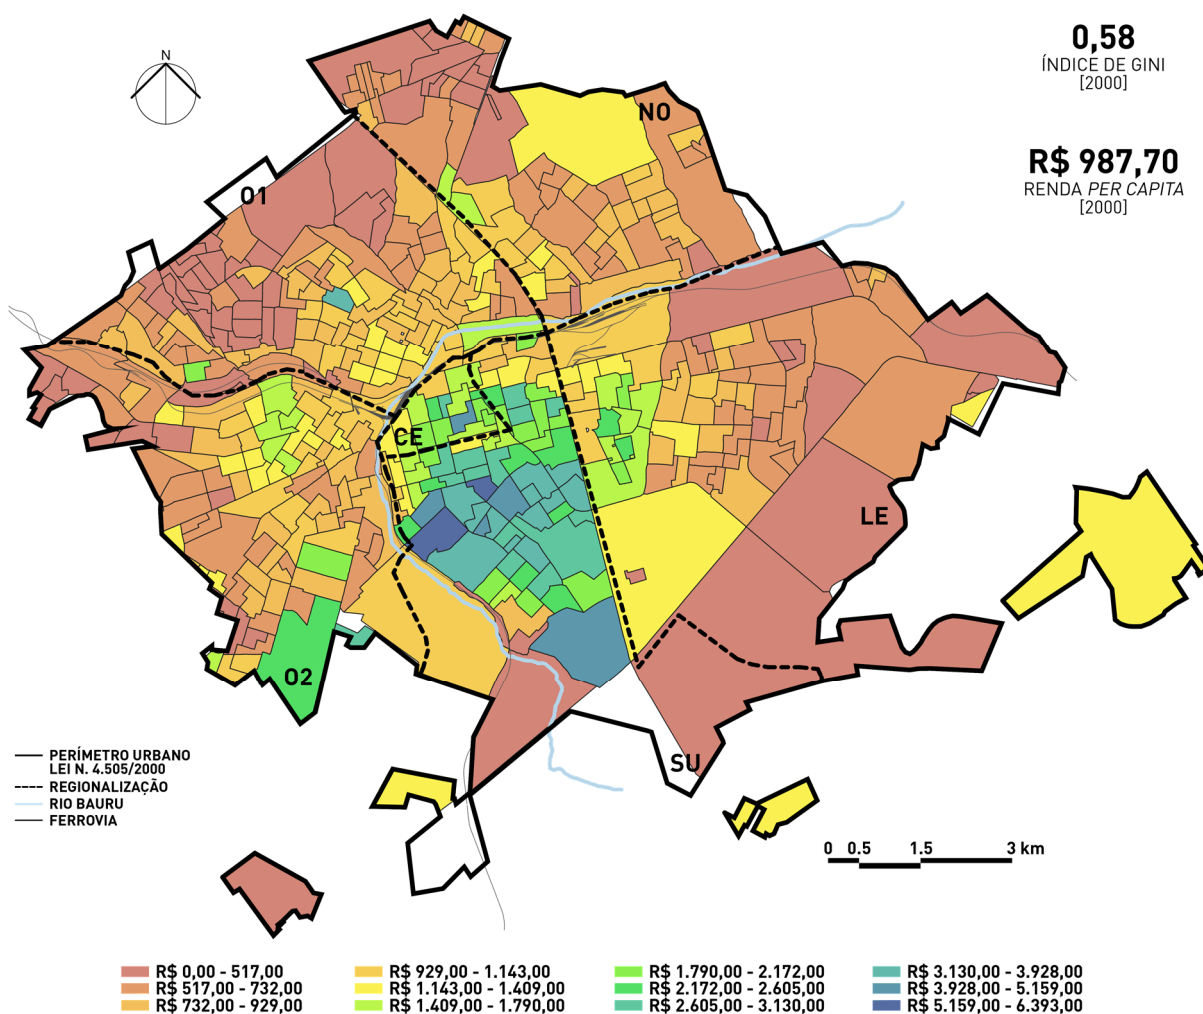 0,58
ÍNDICE DE GINI
[2000]
R$ 987,70
RENDA PER CAPITA
[2000]
N
NO
O1
CE
LE
O2
SU
PERÍMETRO URBANO
LEI N. 4.505/2000
REGIONALIZAÇÃO
RIO BAURU
FERROVIA
0 0.5 1.5 3 km
R$ 0,00 - 517,00
R$ 517,00 - 732,00
R$ 732,00 - 929,00
R$ 929,00 - 1.143,00
R$ 1.143,00 - 1.409,00
R$ 1.409,00 - 1.790,00
R$ 1.790,00 - 2.172,00
R$ 2.172,00 - 2.605,00
R$ 2.605,00 - 3.130,00
R$ 3.130,00 - 3.928,00
R$ 3.928,00 - 5.159,00
R$ 5.159,00 - 6.393,00